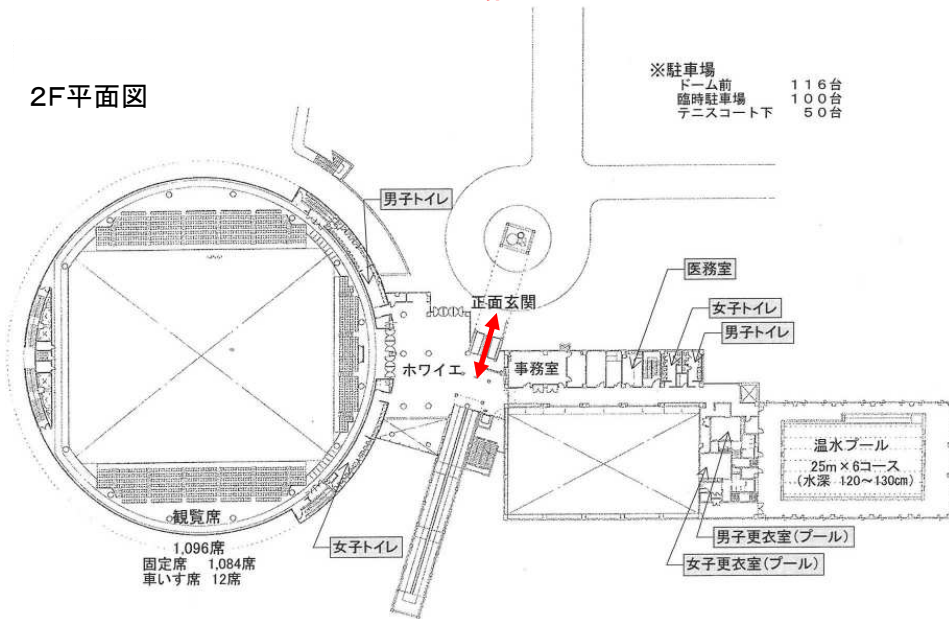 2F平面図
※駐車場
ドーム前 116台
臨時駐車場 100台
テニスコート下 50台
男子トイレ
医務室
女子トイレ
正面玄関
男子トイレ
ホワイエ
事務室
温水プール
25m×6コース
(水深 120~130cm)
観覧席
男子更衣室(プール)
1,096席
女子トイレ
固定席 1,084席
女子更衣室(プール)
車いす席 12席